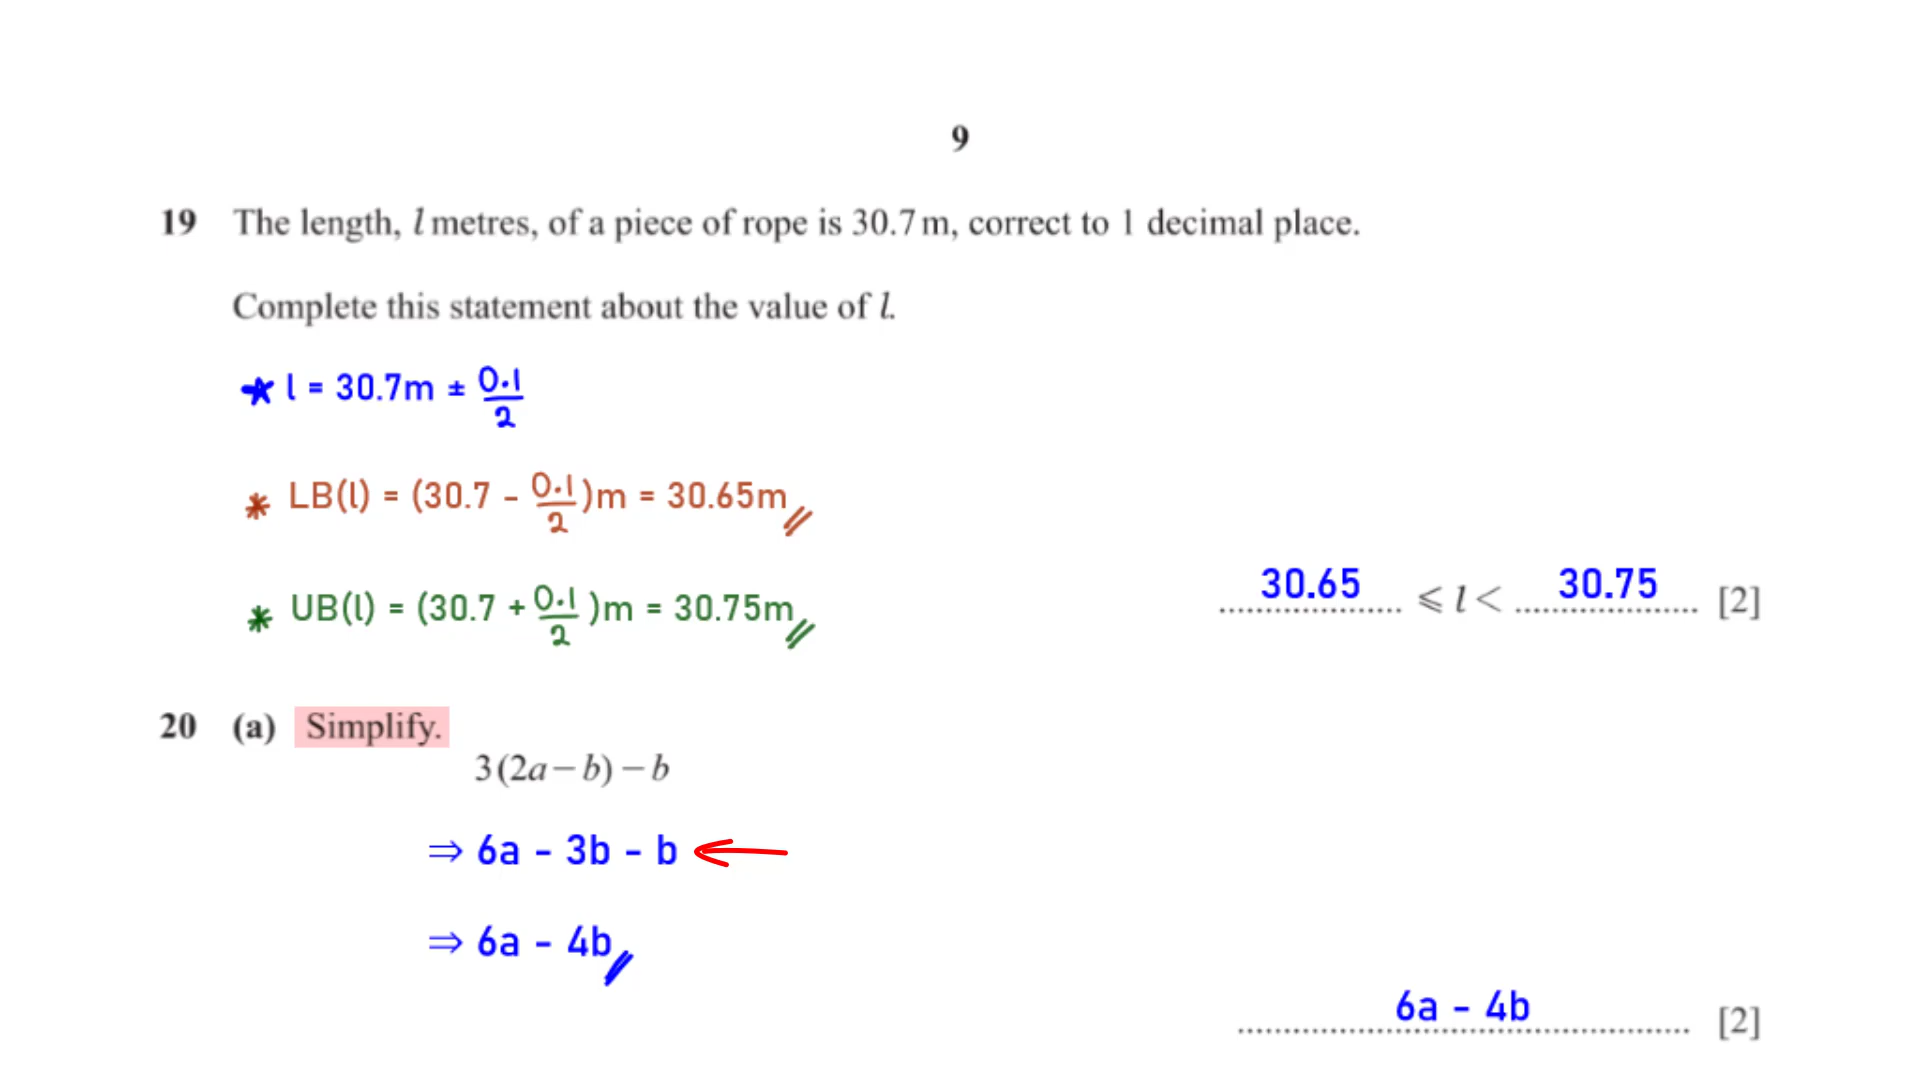 9
19 The length, l metres, of a piece of rope is 30.7 m, correct to 1 decimal place.
Complete this statement about the value of l.
* l = 30.7m ± 0.1/2
* LB(l) = (30.7 - 0.1/2)m = 30.65m
* UB(l) = (30.7 + 0.1/2)m = 30.75m
30.65 ⩽ l < 30.75 [2]
20 (a) Simplify.
3(2a − b) − b
⇒ 6a - 3b - b
⇒ 6a - 4b
6a - 4b [2]